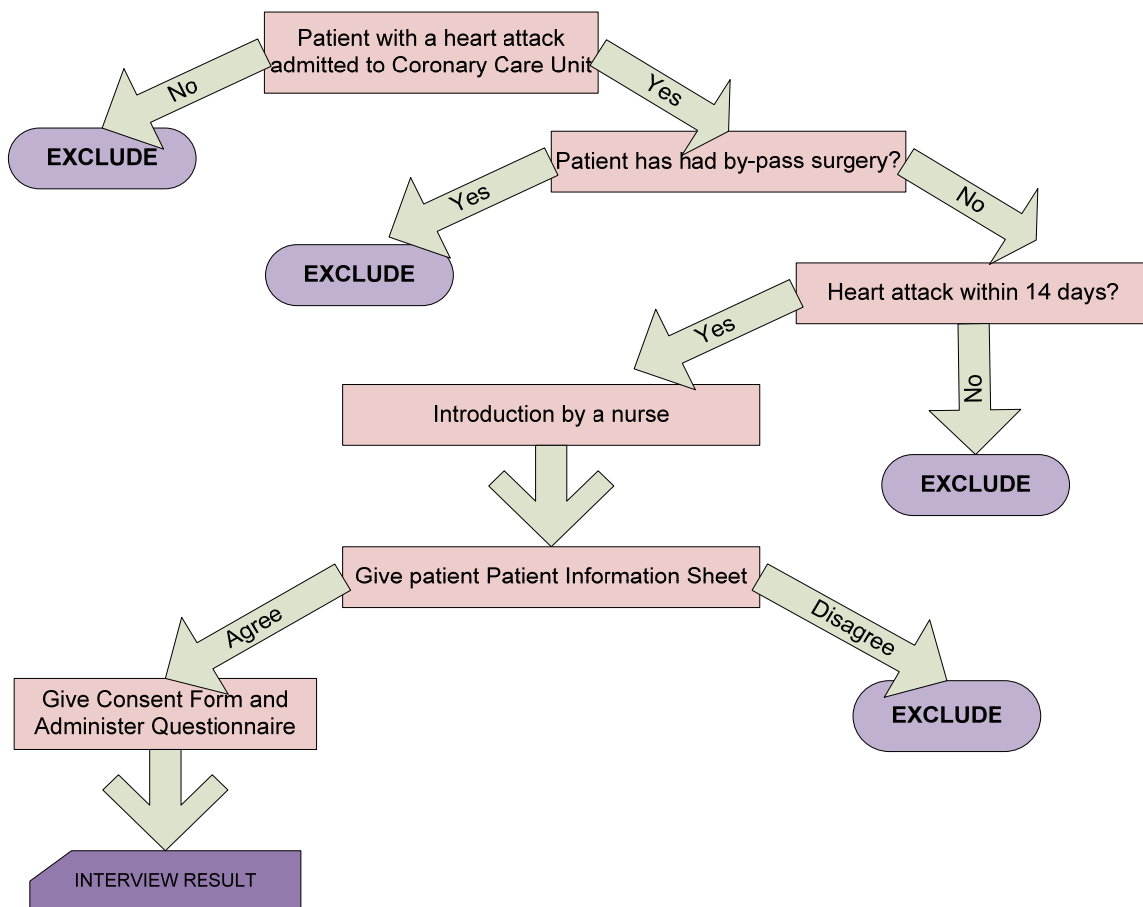 Patient with a heart attack
admitted to Coronary Care Unit
No
Yes
EXCLUDE
Patient has had by-pass surgery?
Yes
No
EXCLUDE
Heart attack within 14 days?
Yes
No
Introduction by a nurse
EXCLUDE
Give patient Patient Information Sheet
Agree
Disagree
Give Consent Form and
Administer Questionnaire
EXCLUDE
INTERVIEW RESULT